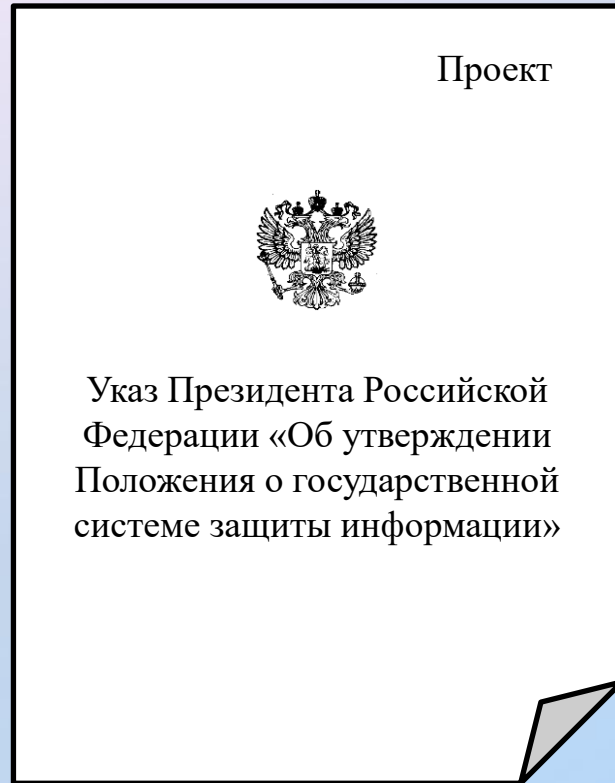 Проект
Указ Президента Российской
Федерации «Об утверждении
Положения о государственной
системе защиты информации»